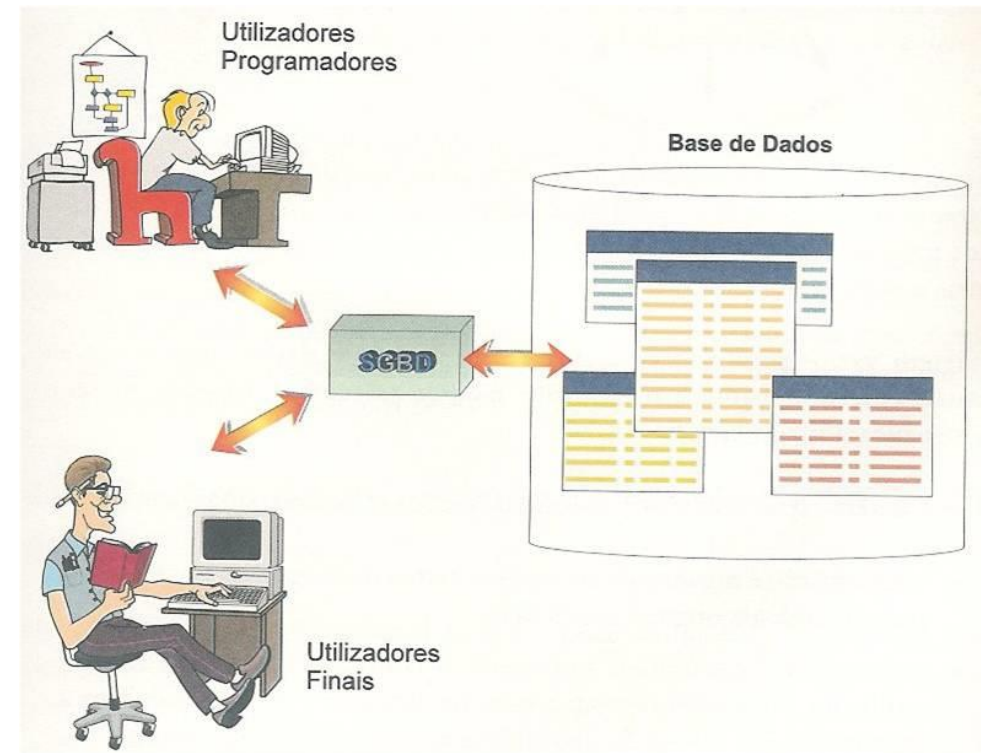 Utilizadores
Programadores
Base de Dados
SGBD
Utilizadores
Finais